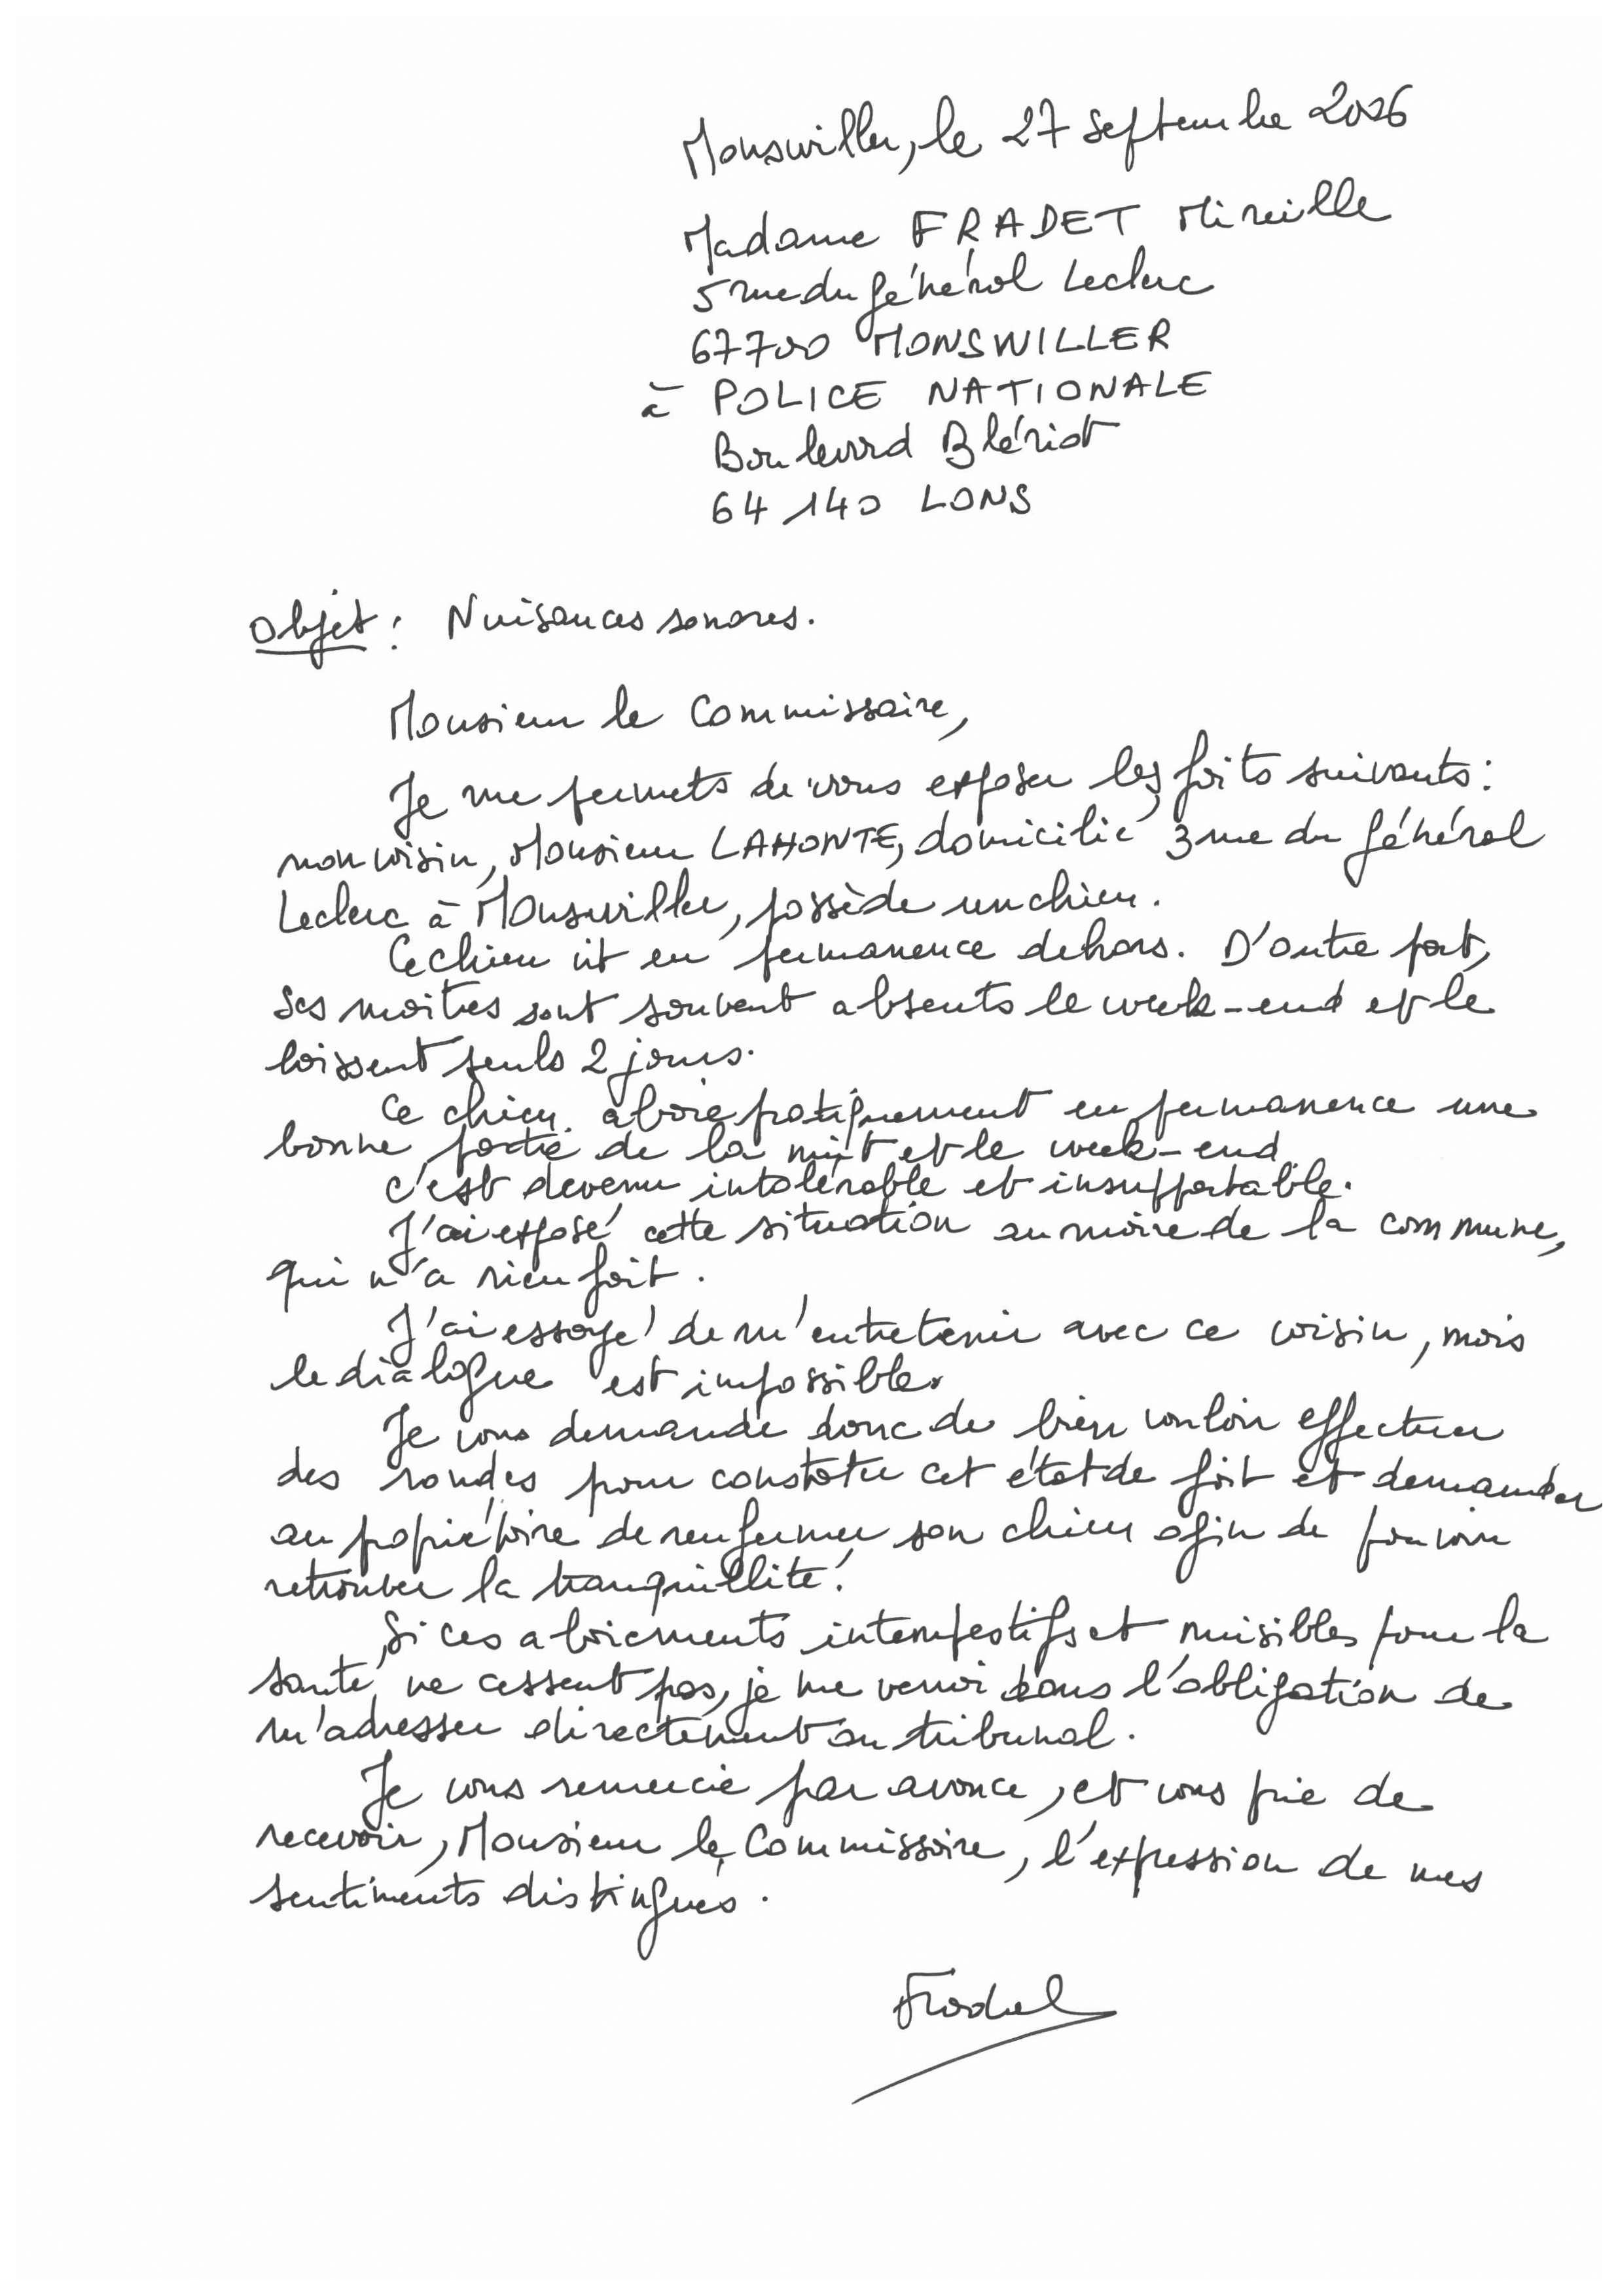 Monswiller, le 27 septembre 2006
Madame FRADET Mireille
5 rue du général Leclerc
67700 MONSWILLER
à POLICE NATIONALE
Boulevard Blériot
64140 LONS
Objet : Nuisances sonores.
Monsieur le Commissaire,
Je me permets de vous exposer les faits suivants :
mon voisin, Monsieur LAHONTE, domicilié 3 rue du général
Leclerc à Monswiller, possède un chien.
Ce chien vit en permanence dehors. D'autre part,
ses maîtres sont souvent absents le week-end et le
laissent seuls 2 jours.
Ce chien aboie pratiquement en permanence une
bonne partie de la nuit et le week-end
c'est devenu intolérable et insupportable.
J'ai exposé cette situation au maire de la commune,
qui n'a rien fait.
J'ai essayé de m'entretenir avec ce voisin, mais
le dialogue est impossible.
Je vous demande donc de bien vouloir effectuer
des rondes pour constater cet état de fait et demander
au propriétaire de renfermer son chien afin de pouvoir
retrouver la tranquillité.
Si ces aboiements intempestifs et nuisibles pour la
santé, ne cessent pas, je me verrai dans l'obligation de
m'adresser directement au tribunal.
Je vous remercie par avance, et vous prie de
recevoir, Monsieur le Commissaire, l'expression de mes
sentiments distingués.
Fradet